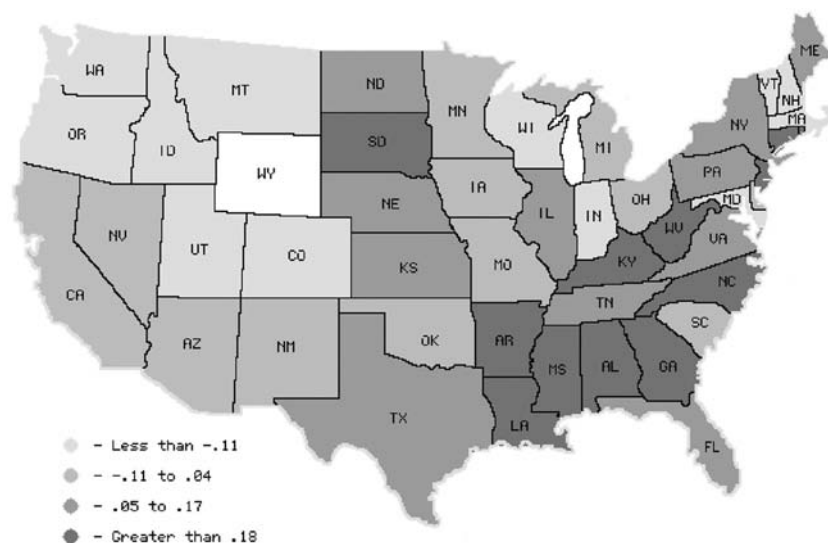 WA
MT
ND
MN
ME
VT
NH
OR
ID
WI
NY
MA
SD
MI
WY
IA
PA
NE
OH
MD
NV
IL
IN
UT
CO
WV
VA
KS
MO
KY
CA
NC
TN
AZ
NM
OK
AR
SC
MS
AL
GA
TX
LA
FL
- Less than -.11
- -.11 to .04
- .05 to .17
- Greater than .18